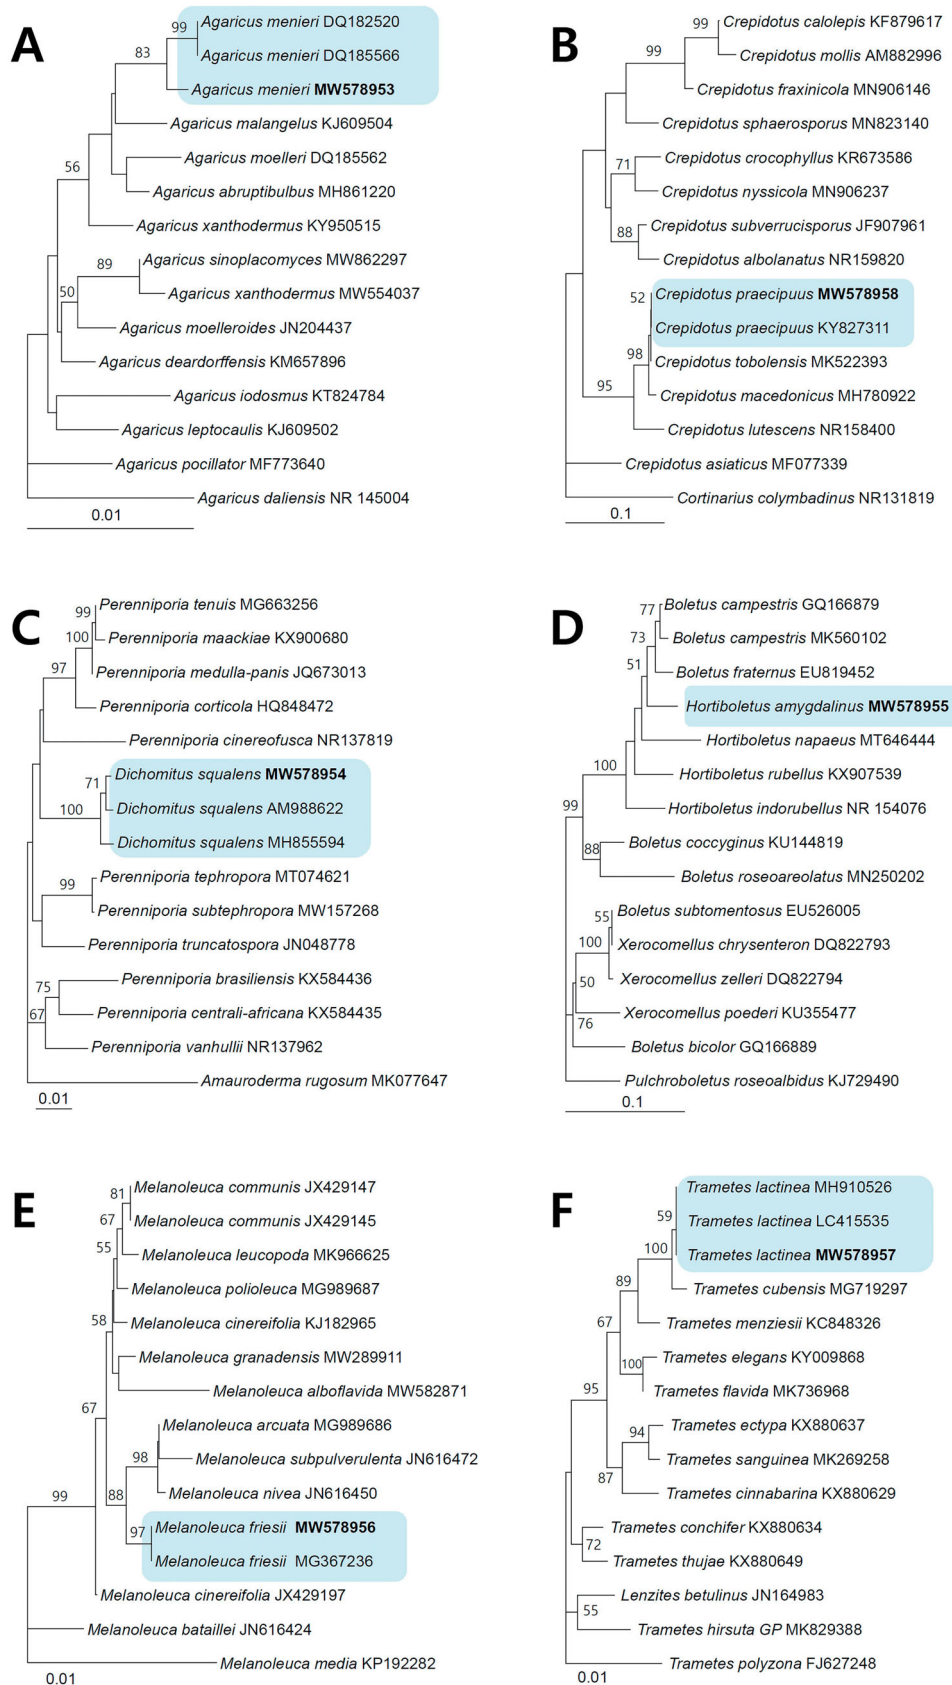 A
99
Agaricus menieri DQ182520
83
Agaricus menieri DQ185566
Agaricus menieri MW578953
Agaricus malangelus KJ609504
Agaricus moelleri DQ185562
56
Agaricus abruptibulbus MH861220
Agaricus xanthodermus KY950515
89
Agaricus sinoplacomyces MW862297
50
Agaricus xanthodermus MW554037
Agaricus moelleroides JN204437
Agaricus deardorffensis KM657896
Agaricus iodosmus KT824784
Agaricus leptocaulis KJ609502
Agaricus pocillator MF773640
Agaricus daliensis NR 145004
0.01
B
99
Crepidotus calolepis KF879617
99
Crepidotus mollis AM882996
Crepidotus fraxinicola MN906146
Crepidotus sphaerosporus MN823140
71
Crepidotus crocophyllus KR673586
Crepidotus nyssicola MN906237
88
Crepidotus subverrucisporus JF907961
Crepidotus albolanatus NR159820
52
Crepidotus praecipuus MW578958
Crepidotus praecipuus KY827311
98
Crepidotus tobolensis MK522393
95
Crepidotus macedonicus MH780922
Crepidotus lutescens NR158400
Crepidotus asiaticus MF077339
Cortinarius colymbadinus NR131819
0.1
C
99
Perenniporia tenuis MG663256
100
Perenniporia maackiae KX900680
97
Perenniporia medulla-panis JQ673013
Perenniporia corticola HQ848472
Perenniporia cinereofusca NR137819
71
Dichomitus squalens MW578954
100
Dichomitus squalens AM988622
Dichomitus squalens MH855594
99
Perenniporia tephropora MT074621
Perenniporia subtephropora MW157268
Perenniporia truncatospora JN048778
75
Perenniporia brasiliensis KX584436
67
Perenniporia centrali-africana KX584435
Perenniporia vanhullii NR137962
Amauroderma rugosum MK077647
0.01
D
77
Boletus campestris GQ166879
73
Boletus campestris MK560102
51
Boletus fraternus EU819452
Hortiboletus amygdalinus MW578955
Hortiboletus napaeus MT646444
100
Hortiboletus rubellus KX907539
99
Hortiboletus indorubellus NR 154076
88
Boletus coccyginus KU144819
Boletus roseoareolatus MN250202
55
Boletus subtomentosus EU526005
100
Xerocomellus chrysenteron DQ822793
50
Xerocomellus zelleri DQ822794
76
Xerocomellus poederi KU355477
Boletus bicolor GQ166889
Pulchroboletus roseoalbidus KJ729490
0.1
E
81
Melanoleuca communis JX429147
67
Melanoleuca communis JX429145
55
Melanoleuca leucopoda MK966625
Melanoleuca polioleuca MG989687
58
Melanoleuca cinereifolia KJ182965
Melanoleuca granadensis MW289911
67
Melanoleuca alboflavida MW582871
Melanoleuca arcuata MG989686
98
Melanoleuca subpulverulenta JN616472
99
88
Melanoleuca nivea JN616450
97
Melanoleuca friesii MW578956
Melanoleuca friesii MG367236
Melanoleuca cinereifolia JX429197
Melanoleuca bataillei JN616424
Melanoleuca media KP192282
0.01
F
59
Trametes lactinea MH910526
Trametes lactinea LC415535
100
Trametes lactinea MW578957
89
Trametes cubensis MG719297
67
Trametes menziesii KC848326
100
Trametes elegans KY009868
95
Trametes flavida MK736968
94
Trametes ectypa KX880637
Trametes sanguinea MK269258
87
Trametes cinnabarina KX880629
Trametes conchifer KX880634
72
Trametes thujae KX880649
Lenzites betulinus JN164983
55
Trametes hirsuta GP MK829388
Trametes polyzona FJ627248
0.01